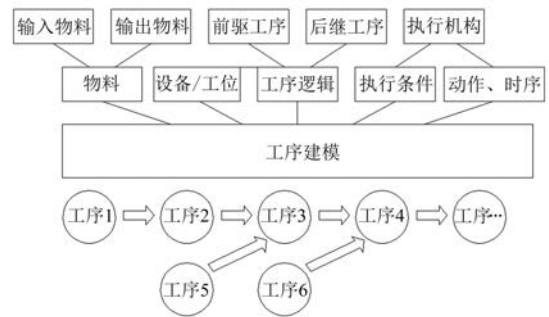 输入物料 输出物料 前驱工序 后继工序 执行机构
物料 设备/工位 工序逻辑 执行条件 动作、时序
工序建模
工序1 工序2 工序3 工序4 工序…
工序5 工序6